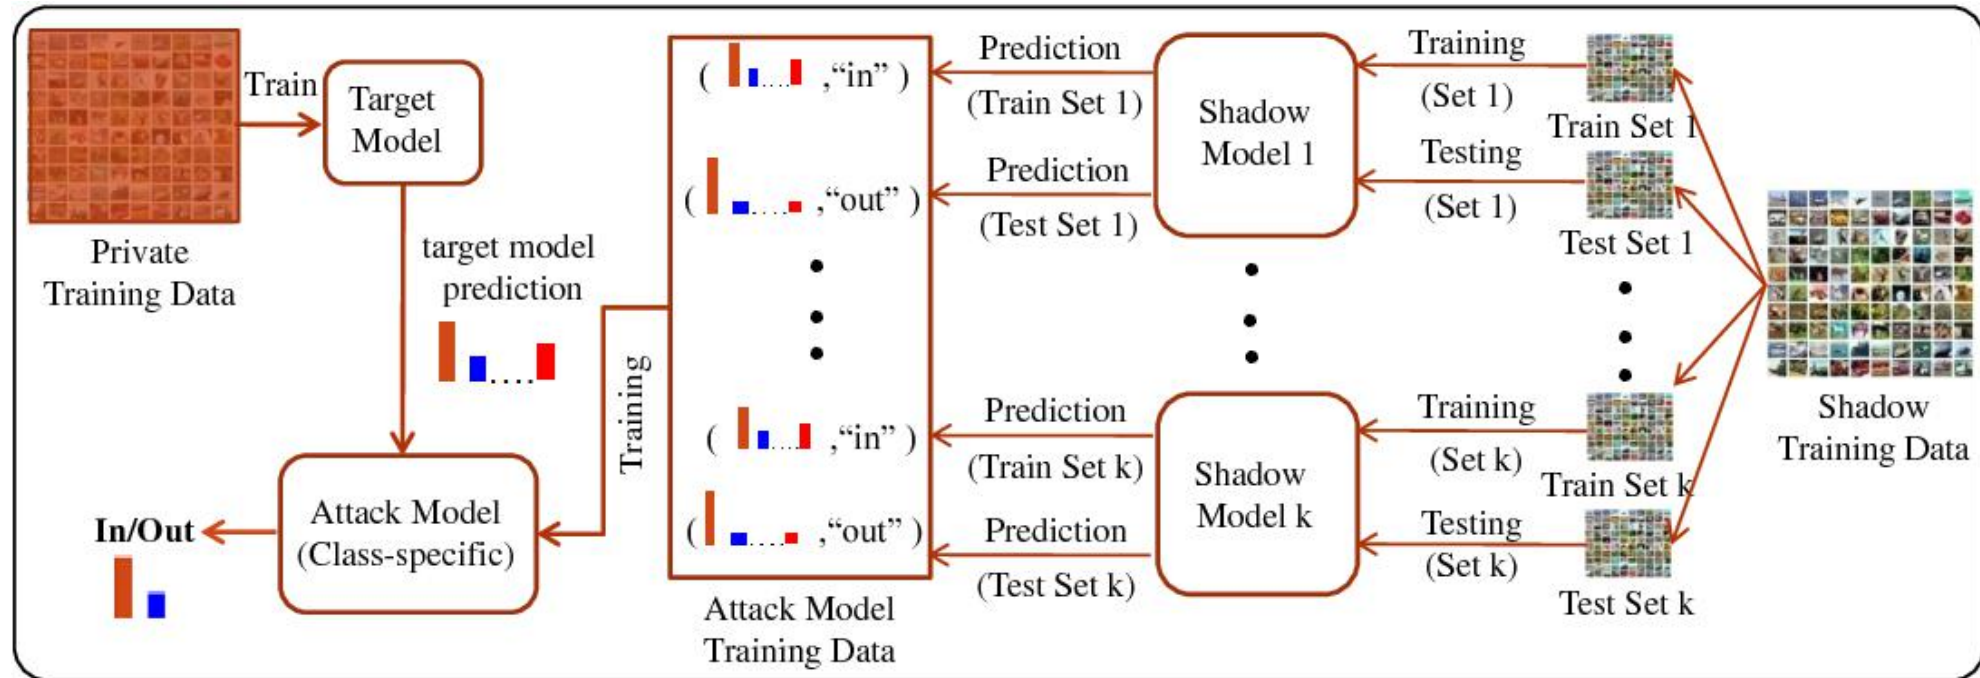 Train
Target
Model
Private
Training Data
target model
prediction
Training
Attack Model
(Class-specific)
In/Out
( ....,“in” )
( ....,“out” )
( ....,“in” )
( ....,“out” )
Attack Model
Training Data
Prediction
(Train Set 1)
Prediction
(Test Set 1)
Prediction
(Train Set k)
Prediction
(Test Set k)
Shadow
Model 1
Shadow
Model k
Training
(Set 1)
Testing
(Set 1)
Training
(Set k)
Testing
(Set k)
Train Set 1
Test Set 1
Train Set k
Test Set k
Shadow
Training Data